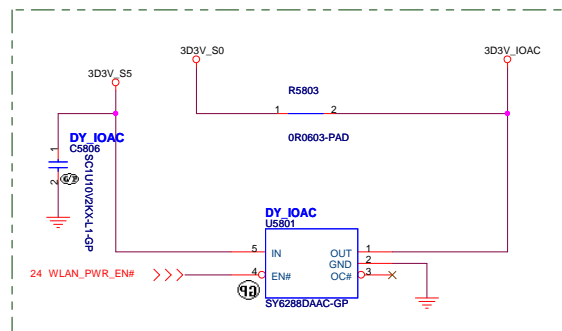 3D3V_S0
3D3V_IOAC
3D3V_S5
R5803
1 2
0R0603-PAD
DY_IOAC
C5806
1
2
SC1U10V2KX-L1-GP
DY_IOAC
U5801
5 IN OUT 1
GND 2
24 WLAN_PWR_EN# 4 EN# OC# 3
GP
SY6288DAAC-GP